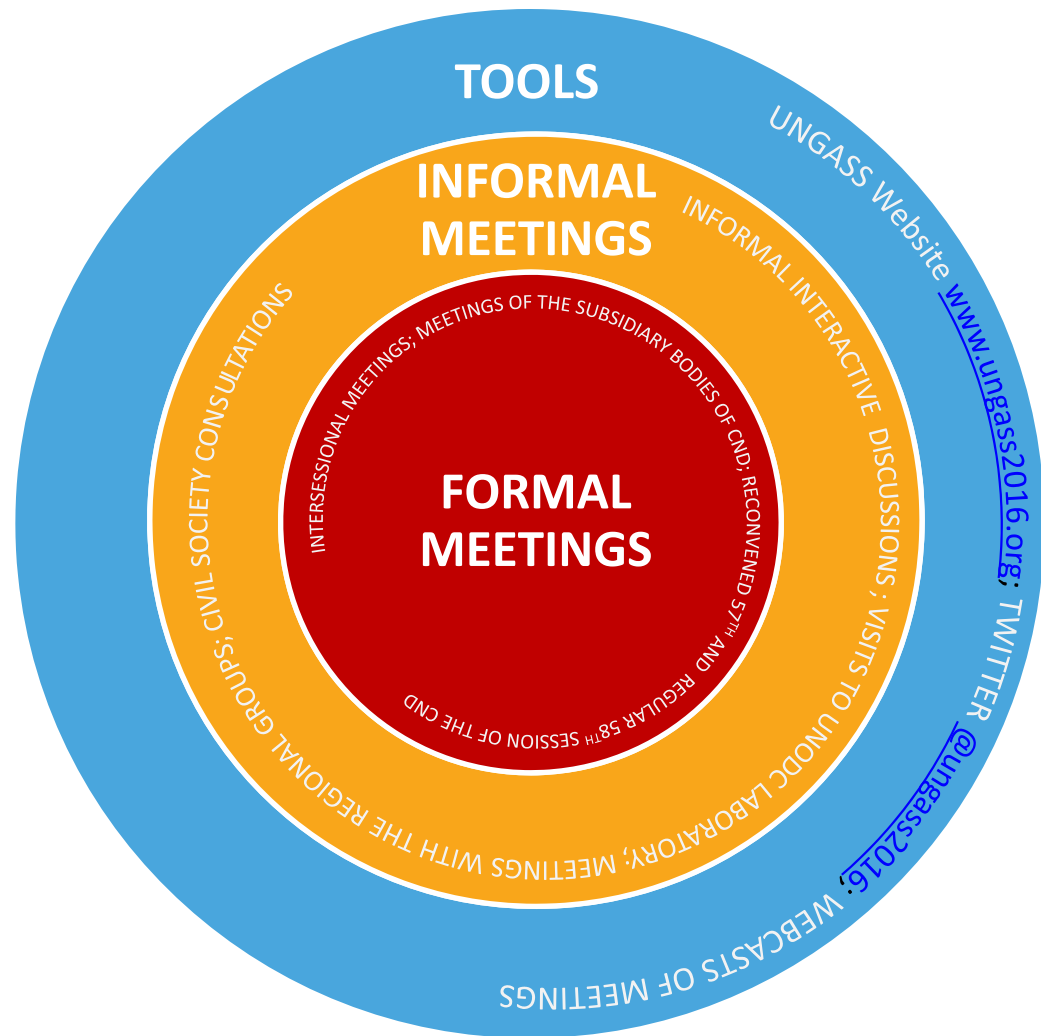 TOOLS
UNGASS Website www.ungass2016.org; TWITTER @ungass2016; WEBCASTS OF MEETINGS
INFORMAL
MEETINGS
INFORMAL INTERACTIVE DISCUSSIONS; VISITS TO UNODC LABORATORY; MEETINGS WITH THE REGIONAL GROUPS; CIVIL SOCIETY CONSULTATIONS
INTERSESSIONAL MEETINGS; MEETINGS OF THE SUBSIDIARY BODIES OF CND; RECONVENED 57TH AND REGULAR 58TH SESSION OF THE CND
FORMAL
MEETINGS